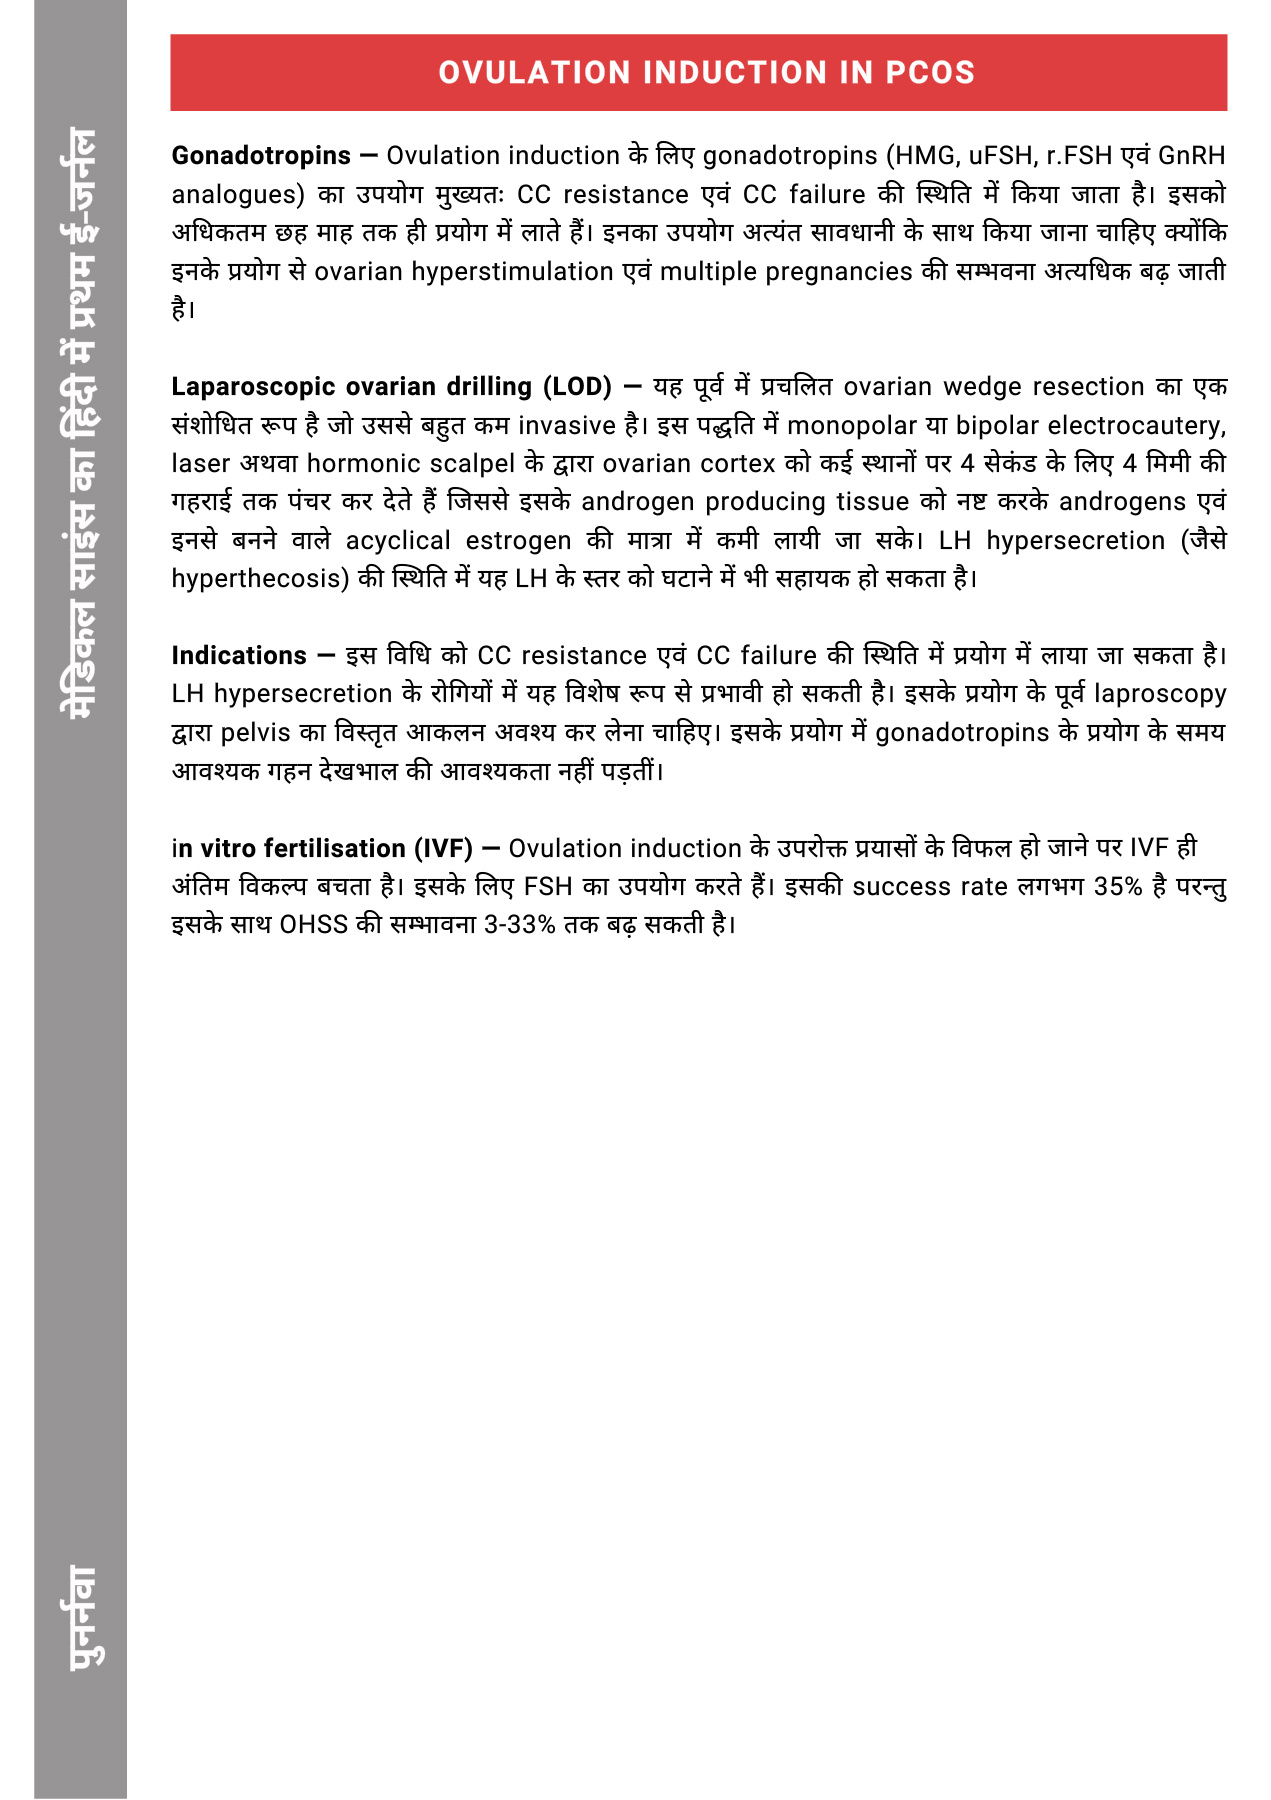 OVULATION INDUCTION IN PCOS
Gonadotropins — Ovulation induction के लिए gonadotropins (HMG, uFSH, r.FSH एवं GnRH
analogues) का उपयोग मुख्यतः CC resistance एवं CC failure की स्थिति में किया जाता है। इसको
अधिकतम छह माह तक ही प्रयोग में लाते हैं। इनका उपयोग अत्यंत सावधानी के साथ किया जाना चाहिए क्योंकि
इनके प्रयोग से ovarian hyperstimulation एवं multiple pregnancies की सम्भवना अत्यधिक बढ़ जाती
है।
Laparoscopic ovarian drilling (LOD) — यह पूर्व में प्रचलित ovarian wedge resection का एक
संशोधित रूप है जो उससे बहुत कम invasive है। इस पद्धति में monopolar या bipolar electrocautery,
laser अथवा hormonic scalpel के द्वारा ovarian cortex को कई स्थानों पर 4 सेकंड के लिए 4 मिमी की
गहराई तक पंचर कर देते हैं जिससे इसके androgen producing tissue को नष्ट करके androgens एवं
इनसे बनने वाले acyclical estrogen की मात्रा में कमी लायी जा सके। LH hypersecretion (जैसे
hyperthecosis) की स्थिति में यह LH के स्तर को घटाने में भी सहायक हो सकता है।
Indications — इस विधि को CC resistance एवं CC failure की स्थिति में प्रयोग में लाया जा सकता है।
LH hypersecretion के रोगियों में यह विशेष रूप से प्रभावी हो सकती है। इसके प्रयोग के पूर्व laproscopy
द्वारा pelvis का विस्तृत आकलन अवश्य कर लेना चाहिए। इसके प्रयोग में gonadotropins के प्रयोग के समय
आवश्यक गहन देखभाल की आवश्यकता नहीं पड़तीं।
in vitro fertilisation (IVF) — Ovulation induction के उपरोक्त प्रयासों के विफल हो जाने पर IVF ही
अंतिम विकल्प बचता है। इसके लिए FSH का उपयोग करते हैं। इसकी success rate लगभग 35% है परन्तु
इसके साथ OHSS की सम्भावना 3-33% तक बढ़ सकती है।
मेडिकल साइंस का हिंदी में प्रथम ई-जर्नल
पुनर्नवा